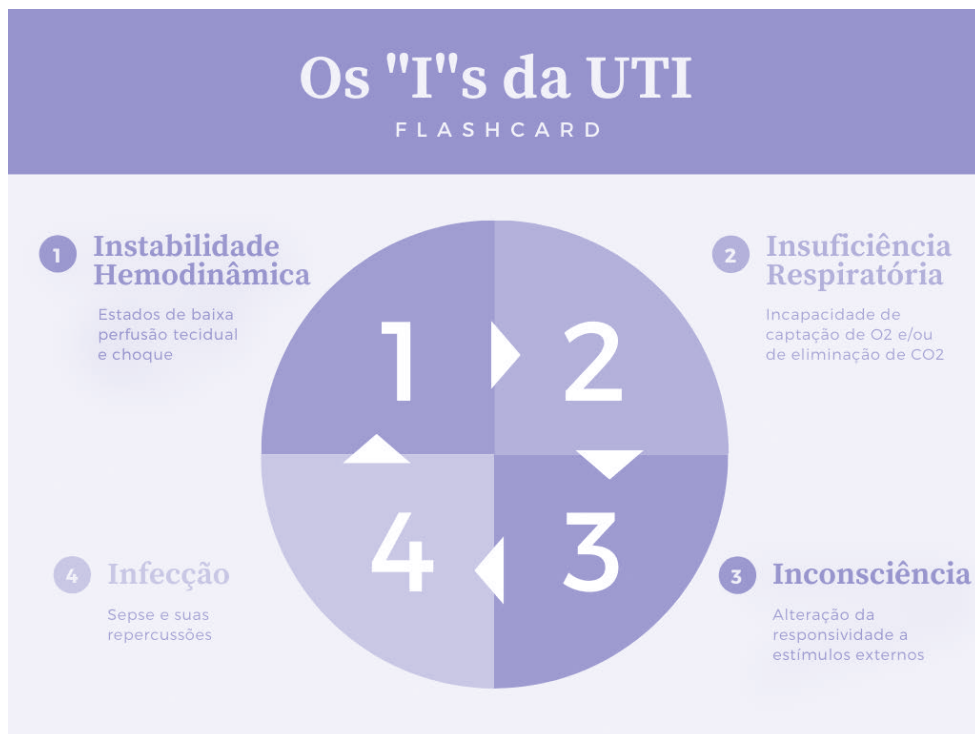 Os "I"s da UTI
FLASHCARD
1
Instabilidade
Hemodinâmica
Estados de baixa
perfusão tecidual
e choque
2
Insuficiência
Respiratória
Incapacidade de
captação de O2 e/ou
de eliminação de CO2
1
2
4
3
4
Infecção
Sepse e suas
repercussões
3
Inconsciência
Alteração da
responsividade a
estímulos externos